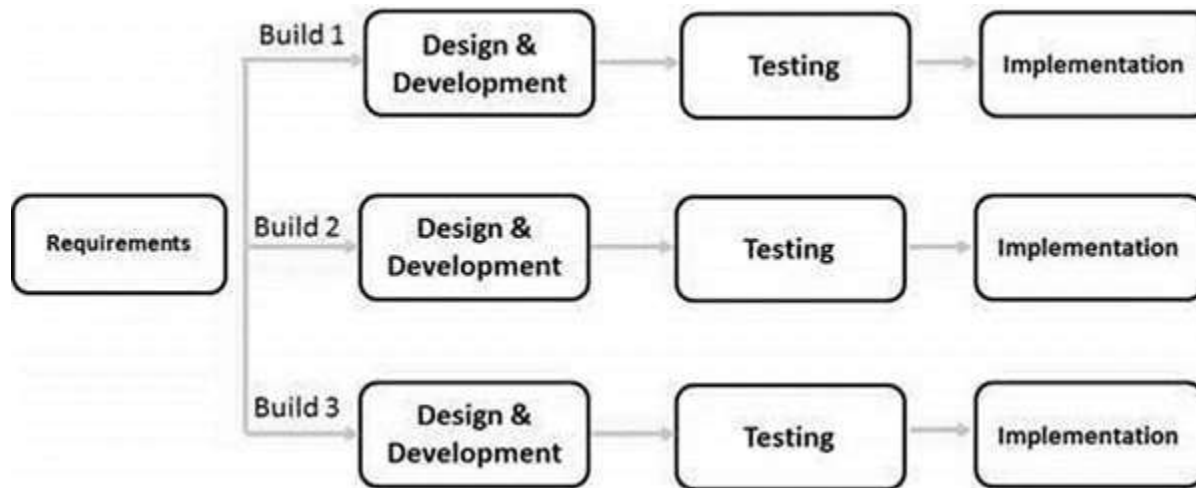 Build 1
Design &
Development
Testing
Implementation
Requirements
Build 2
Design &
Development
Testing
Implementation
Build 3
Design &
Development
Testing
Implementation